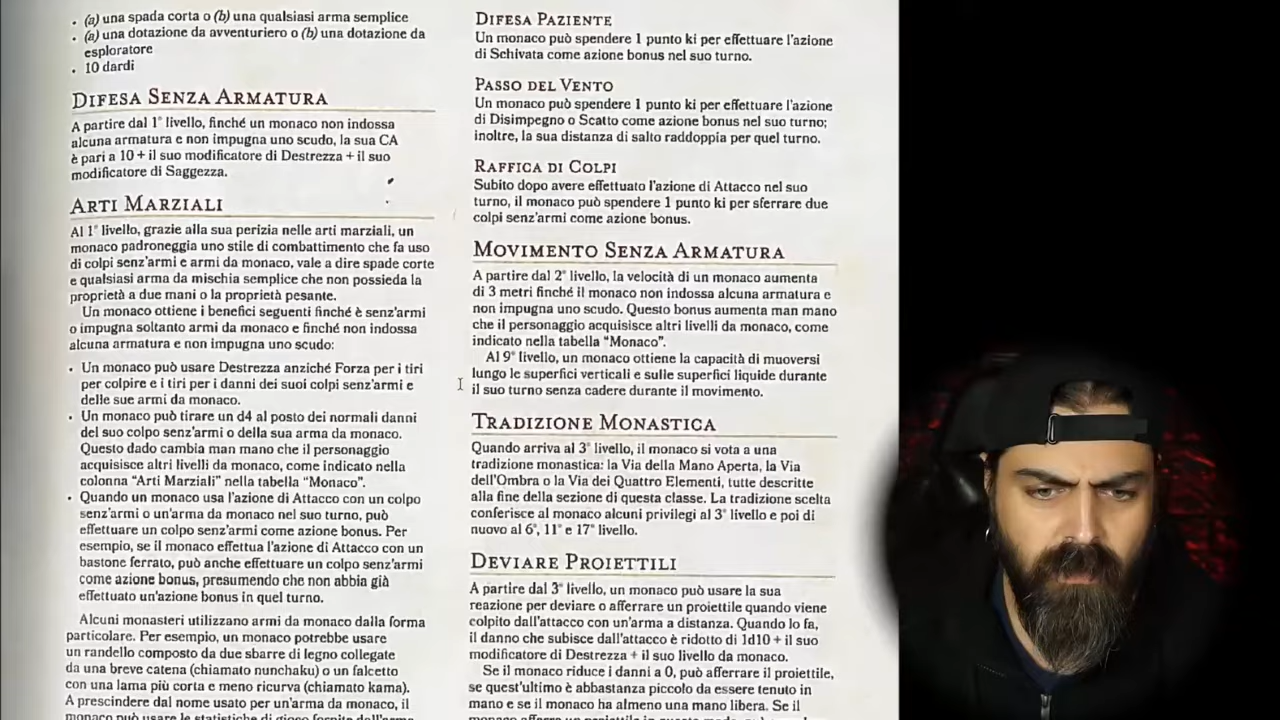 • (a) una spada corta o (b) una qualsiasi arma semplice
• (a) una dotazione da avventuriero o (b) una dotazione da
esploratore
• 10 dardi
DIFESA SENZA ARMATURA
A partire dal 1° livello, finché un monaco non indossa
alcuna armatura e non impugna uno scudo, la sua CA
è pari a 10 + il suo modificatore di Destrezza + il suo
modificatore di Saggezza.
ARTI MARZIALI
Al 1° livello, grazie alla sua perizia nelle arti marziali, un
monaco padroneggia uno stile di combattimento che fa uso
di colpi senz'armi e armi da monaco, vale a dire spade corte
e qualsiasi arma da mischia semplice che non possieda la
proprietà a due mani o la proprietà pesante.
Un monaco ottiene i benefici seguenti finché è senz'armi
o impugna soltanto armi da monaco e finché non indossa
alcuna armatura e non impugna uno scudo:
• Un monaco può usare Destrezza anziché Forza per i tiri
per colpire e i tiri per i danni dei suoi colpi senz'armi e
delle sue armi da monaco.
• Un monaco può tirare un d4 al posto dei normali danni
del suo colpo senz'armi o della sua arma da monaco.
Questo dado cambia man mano che il personaggio
acquisisce altri livelli da monaco, come indicato nella
colonna "Arti Marziali" nella tabella "Monaco".
• Quando un monaco usa l'azione di Attacco con un colpo
senz'armi o un'arma da monaco nel suo turno, può
effettuare un colpo senz'armi come azione bonus. Per
esempio, se il monaco effettua l'azione di Attacco con un
bastone ferrato, può anche effettuare un colpo senz'armi
come azione bonus, presumendo che non abbia già
effettuato un'azione bonus in quel turno.
Alcuni monasteri utilizzano armi da monaco dalla forma
particolare. Per esempio, un monaco potrebbe usare
un randello composto da due sbarre di legno collegate
da una breve catena (chiamato nunchaku) o un falcetto
con una lama più corta e meno ricurva (chiamato kama).
A prescindere dal nome usato per un'arma da monaco, il
monaco può usare le statistiche di gioco fornite dall'arma
DIFESA PAZIENTE
Un monaco può spendere 1 punto ki per effettuare l'azione
di Schivata come azione bonus nel suo turno.
PASSO DEL VENTO
Un monaco può spendere 1 punto ki per effettuare l'azione
di Disimpegno o Scatto come azione bonus nel suo turno;
inoltre, la sua distanza di salto raddoppia per quel turno.
RAFFICA DI COLPI
Subito dopo avere effettuato l'azione di Attacco nel suo
turno, il monaco può spendere 1 punto ki per sferrare due
colpi senz'armi come azione bonus.
MOVIMENTO SENZA ARMATURA
A partire dal 2° livello, la velocità di un monaco aumenta
di 3 metri finché il monaco non indossa alcuna armatura e
non impugna uno scudo. Questo bonus aumenta man mano
che il personaggio acquisisce altri livelli da monaco, come
indicato nella tabella "Monaco".
Al 9° livello, un monaco ottiene la capacità di muoversi
lungo le superfici verticali e sulle superfici liquide durante
il suo turno senza cadere durante il movimento.
TRADIZIONE MONASTICA
Quando arriva al 3° livello, il monaco si vota a una
tradizione monastica: la Via della Mano Aperta, la Via
dell'Ombra o la Via dei Quattro Elementi, tutte descritte
alla fine della sezione di questa classe. La tradizione scelta
conferisce al monaco alcuni privilegi al 3° livello e poi di
nuovo al 6°, 11° e 17° livello.
DEVIARE PROIETTILI
A partire dal 3° livello, un monaco può usare la sua
reazione per deviare o afferrare un proiettile quando viene
colpito dall'attacco con un'arma a distanza. Quando lo fa,
il danno che subisce dall'attacco è ridotto di 1d10 + il suo
modificatore di Destrezza + il suo livello da monaco.
Se il monaco riduce i danni a 0, può afferrare il proiettile,
se quest'ultimo è abbastanza piccolo da essere tenuto in
mano e se il monaco ha almeno una mano libera. Se il
monaco afferra un proiettile in questo modo, può